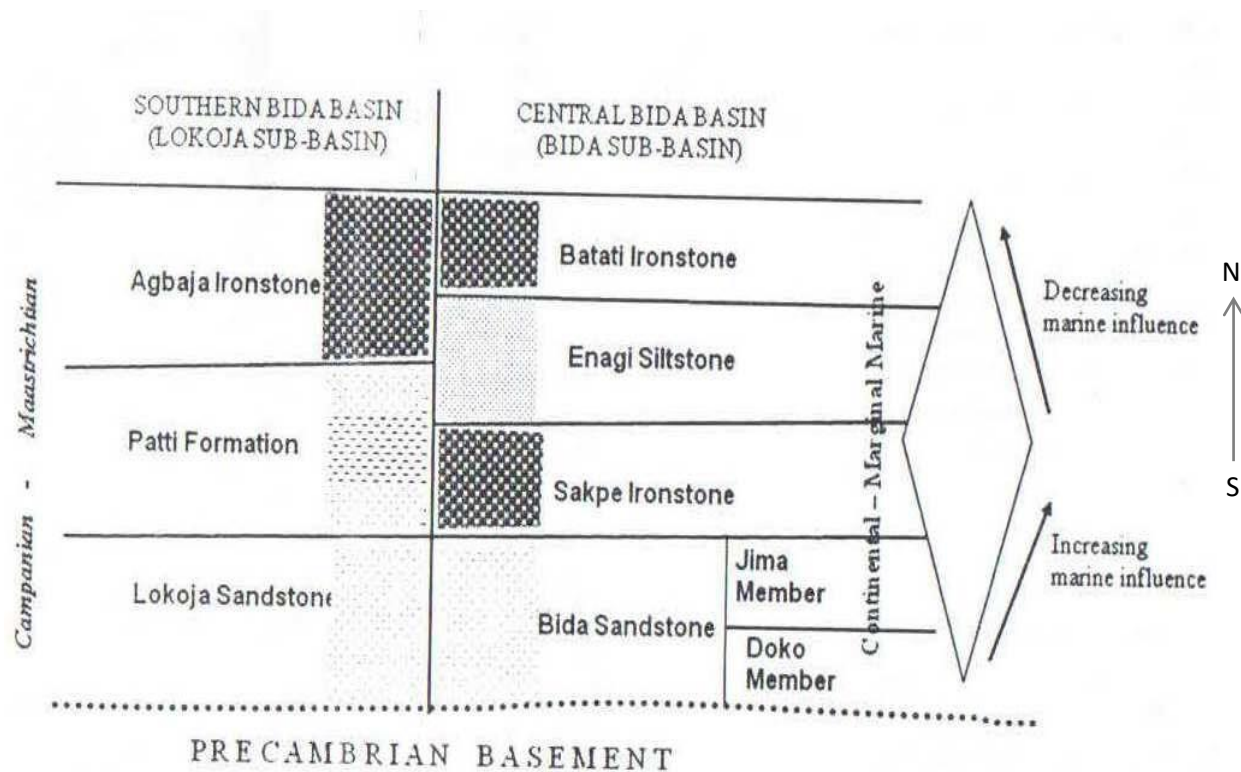 SOUTHERN BIDA BASIN
(LOKOJA SUB-BASIN)
CENTRAL BIDA BASIN
(BIDA SUB-BASIN)
Campanian - Maastrichtian
Agbaja Ironstone
Patti Formation
Lokoja Sandstone
Batati Ironstone
Enagi Siltstone
Sakpe Ironstone
Bida Sandstone
Jima
Member
Doko
Member
Continental – Marginal Marine
Decreasing
marine influence
Increasing
marine influence
N
S
PRECAMBRIAN BASEMENT